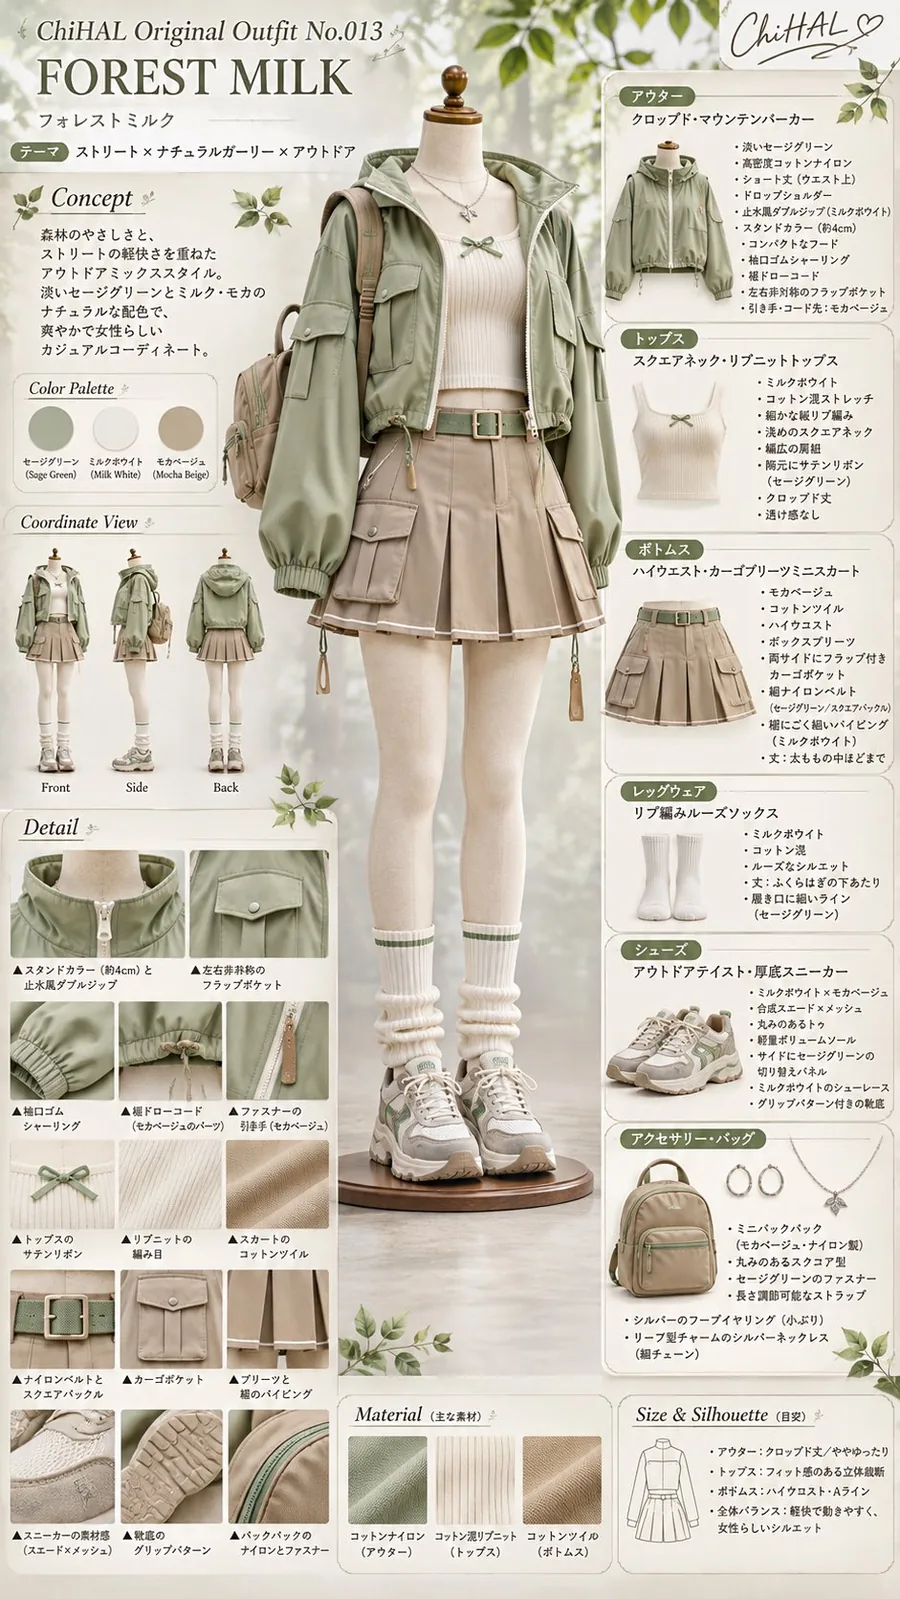 ChiHAL Original Outfit No.013
FOREST MILK
フォレストミルク
テーマ ストリート × ナチュラルガーリー × アウトドア
ChiHAL
Concept
森林のやさしさと、
ストリートの軽快さを重ねた
アウトドアミックススタイル。
淡いセージグリーンとミルク・モカの
ナチュラルな配色で、
爽やかで女性らしい
カジュアルコーディネート。
Color Palette
セージグリーン
(Sage Green)
ミルクホワイト
(Milk White)
モカベージュ
(Mocha Beige)
Coordinate View
Front
Side
Back
Detail
▲スタンドカラー (約4cm) と
止水風ダブルジップ
▲左右非対称の
フラップポケット
▲袖口ゴム
シャーリング
▲裾ドローコード
(モカベージュのパーツ)
▲ファスナーの
▲トップスの
サテンリボン
▲リブニットの
編み目
▲スカートの
コットンツイル
▲ナイロンベルトと
スクエアバックル
▲カーゴポケット
▲プリーツと
裾のパイピング
▲スニーカーの素材感
(スエード×メッシュ)
▲靴底の
グリップパターン
▲バックパックの
ナイロンとファスナー
アウター
クロップド・マウンテンパーカー
・淡いセージグリーン
・高密度コットンナイロン
・ショート丈 (ウエスト上)
・ドロップショルダー
・止水風ダブルジップ (ミルクホワイト)
・スタンドカラー (約4cm)
・コンパクトなフード
・袖口ゴムシャーリング
・裾ドローコード
・左右非対称のフラップポケット
・引き手・コード先：モカベージュ
トップス
スクエアネック・リブニットトップス
・ミルクホワイト
・コットン混ストレッチ
・細かな縦リブ編み
・浅めのスクエアネック
・幅広の肩紐
・胸元にサテンリボン
(セージグリーン)
・クロップド丈
・透け感なし
ボトムス
ハイウエスト・カーゴプリーツミニスカート
・モカベージュ
・コットンツイル
・ハイウコスト
・ボックスプリーツ
・両サイドにフラップ付き
カーゴポケット
・細ナイロンベルト
(セージグリーン／スクエアバックル)
・裾にごく細いパイピング
(ミルクホワイト)
・丈：太ももの中ほどまで
レッグウェア
リブ編みルーズソックス
・ミルクホワイト
・コットン混
・ルーズなシルエット
・丈：ふくらはぎの下あたり
・履き口に細いライン
(セージグリーン)
シューズ
アウトドアテイスト・厚底スニーカー
・ミルクホワイト×モカベージュ
・合成スエード×メッシュ
・丸みのあるトゥ
・軽量ボリュームソール
・サイドにセージグリーンの
切り替えパネル
・ミルクホワイトのシューレース
・グリップパターン付きの靴底
アクセサリー・バッグ
・ミニバックパック
(モカベージュ・ナイロン製)
・丸みのあるスクコア型
・セージグリーンのファスナー
・長さ調節可能なストラップ
・シルバーのフープイヤリング (小ぶり)
・リーフ型チャームのシルバーネックレス
(細チェーン)
Material (主な素材)
コットンナイロン
(アウター)
コットン混リブニット
(トップス)
コットンツイル
(ボトムス)
Size & Silhouette (目安)
・アウター：クロップド丈／ややゆったり
・トップス：フィット感のある立体裁断
・ボトムス：ハイウロスト・Aライン
・全体バランス：軽快で動きやすく、
女性らしいシルエット